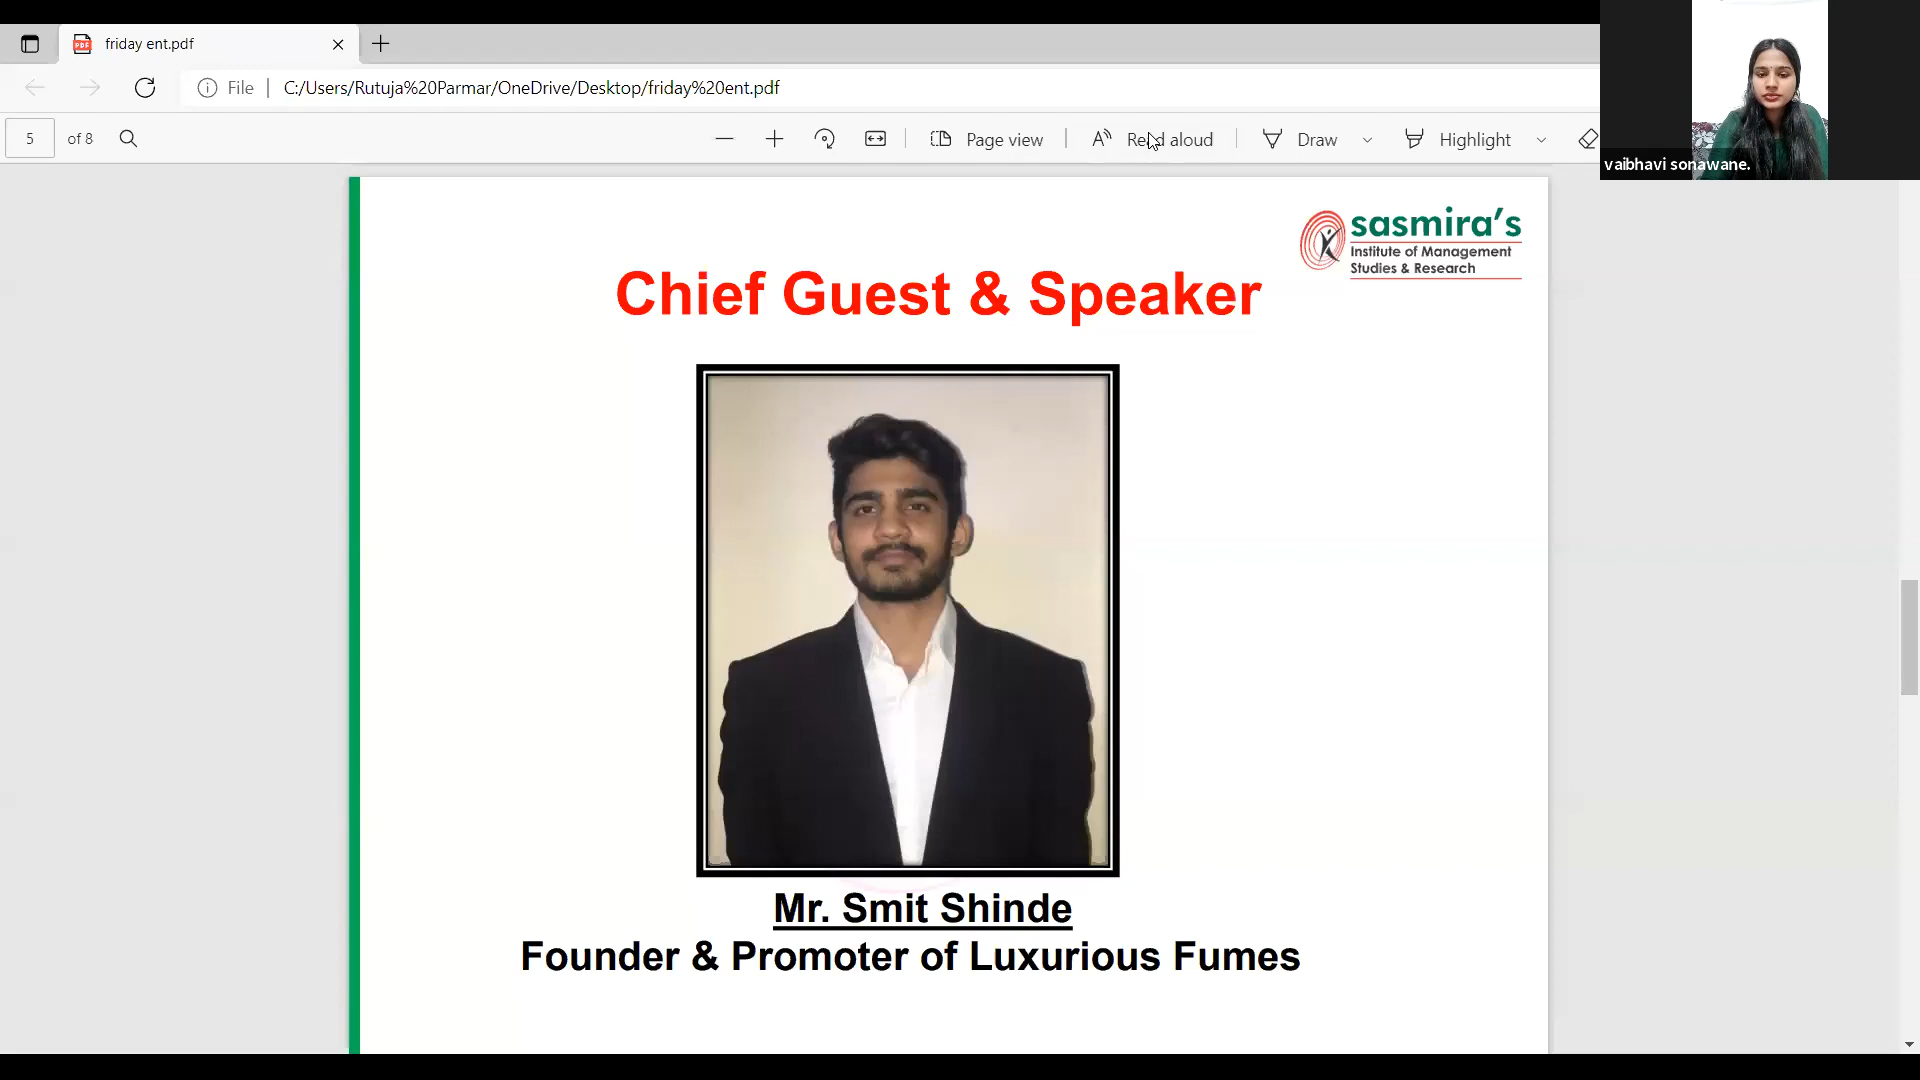 friday ent.pdf
File
C:/Users/Rutuja%20Parmar/OneDrive/Desktop/friday%20ent.pdf
5 of 8
Page view
Read aloud
Draw
Highlight
vaibhavi sonawane.
sasmira's
Institute of Management
Studies & Research
Chief Guest & Speaker
Mr. Smit Shinde
Founder & Promoter of Luxurious Fumes